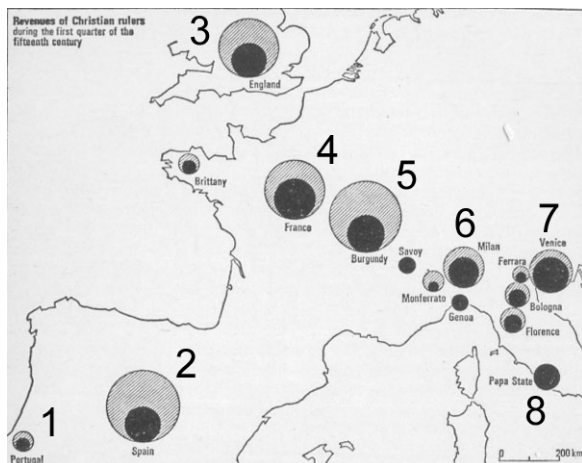 Revenues of Christian rulers
during the first quarter of the
fifteenth century
3
England
Brittany
4
France
5
Burgundy
Savoy
6
Milan
Monferrato
Genoa
7
Venice
Ferrara
Bologna
Florence
2
Spain
1
Portugal
Papa State
8
0
200 km